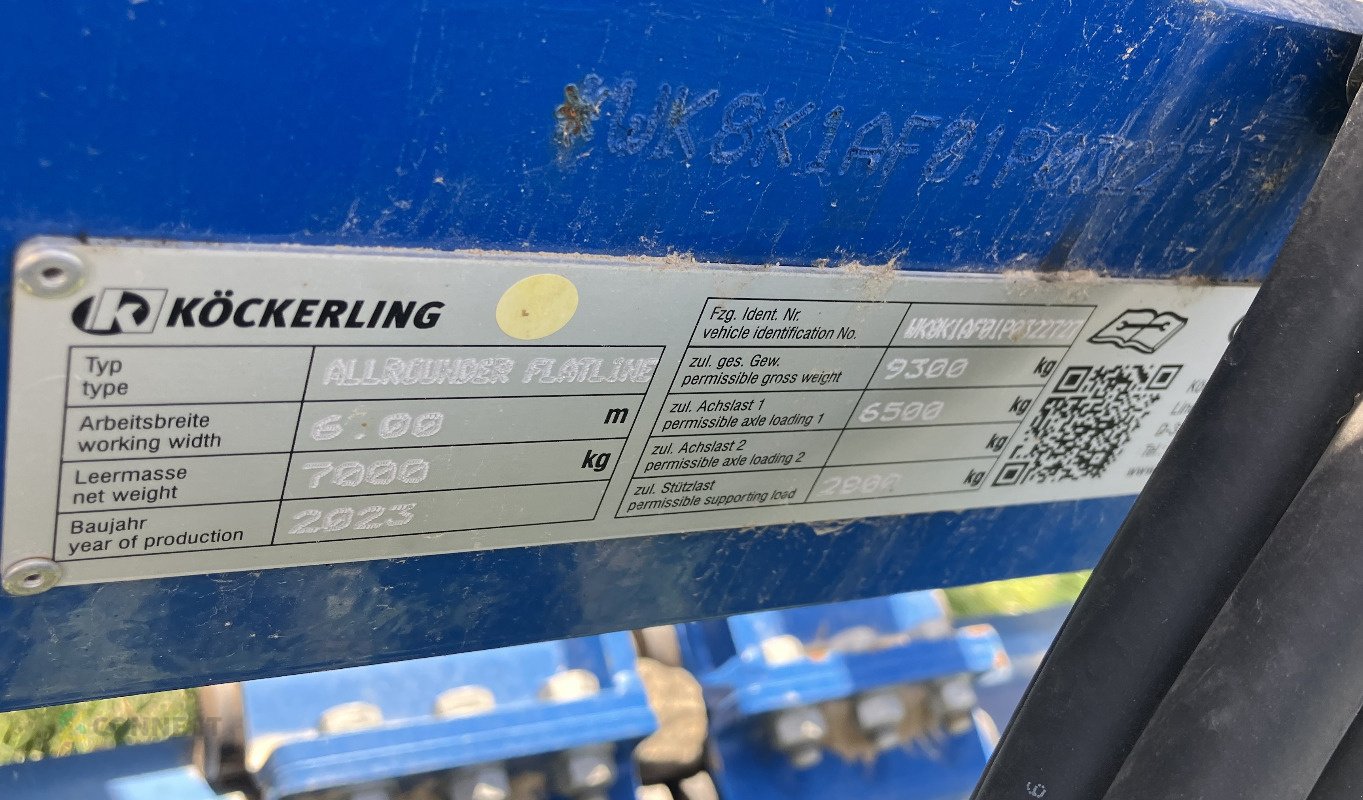 *WK8K1AF01P03227
KÖCKERLING
Typ
type
ALLROUNDER FLATLINE
Arbeitsbreite
working width
6.00 m
Leermasse
net weight
7000 kg
Baujahr
year of production
2023
Fzg. Ident. Nr.
vehicle identification No.
WK8K1AF01P0322727
zul. ges. Gew.
permissible gross weight
9300 kg
zul. Achslast 1
permissible axle loading 1
6500 kg
zul. Achslast 2
permissible axle loading 2
kg
zul. Stützlast
permissible supporting load
2800 kg
CONNECT